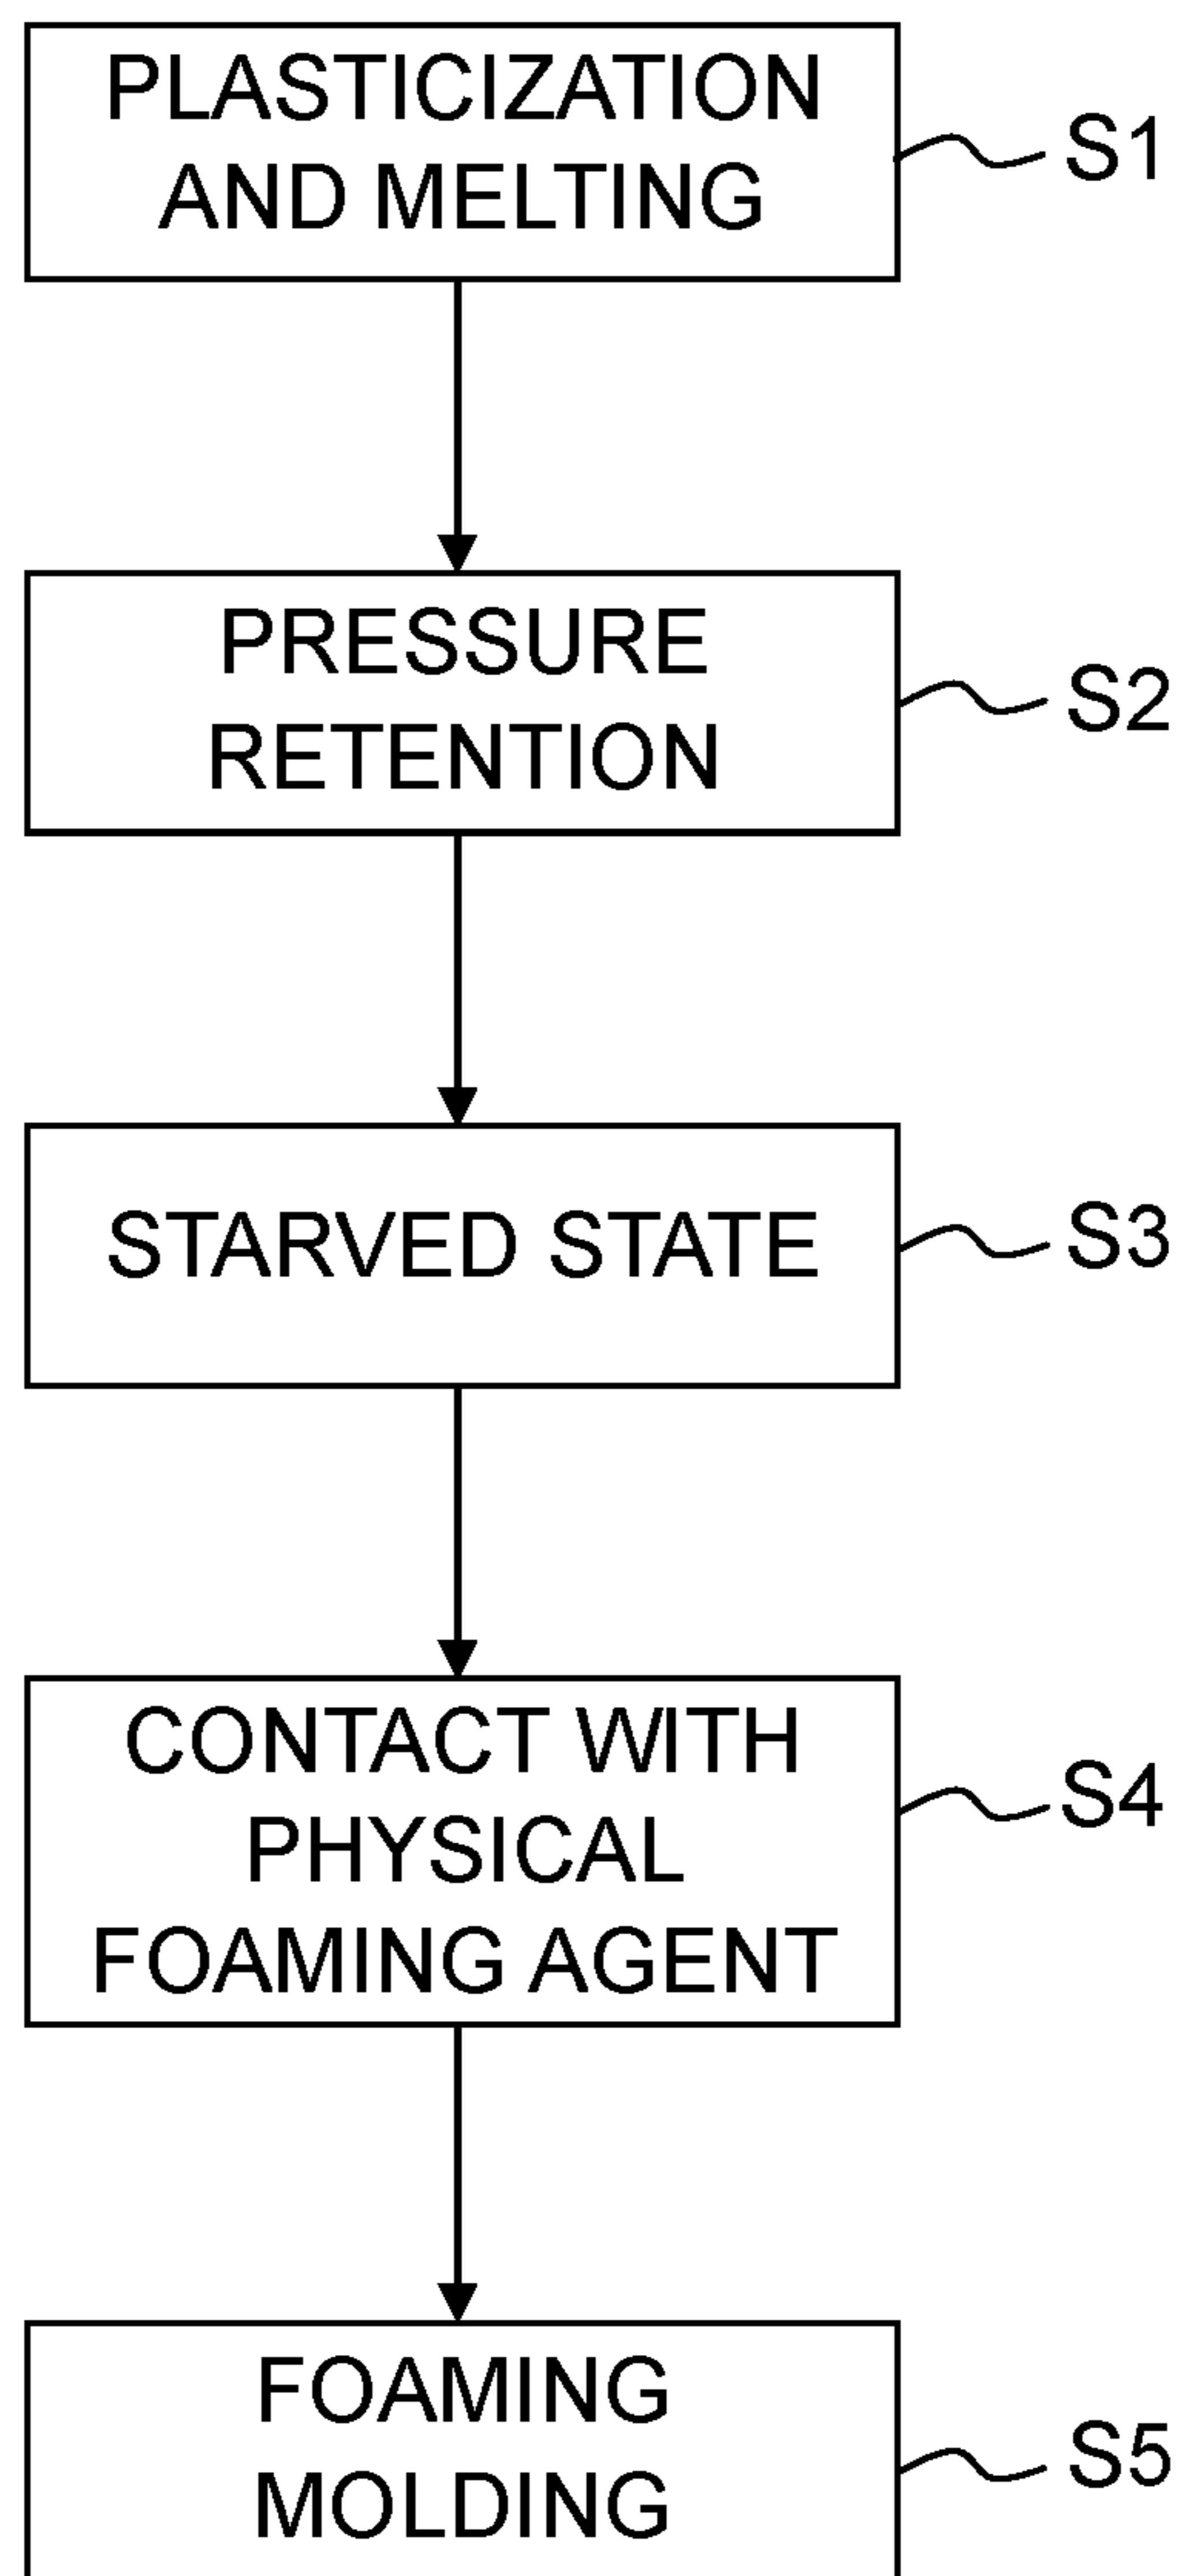 PLASTICIZATION
AND MELTING
S1
PRESSURE
RETENTION
S2
STARVED STATE
S3
CONTACT WITH
PHYSICAL
FOAMING AGENT
S4
FOAMING
MOLDING
S5